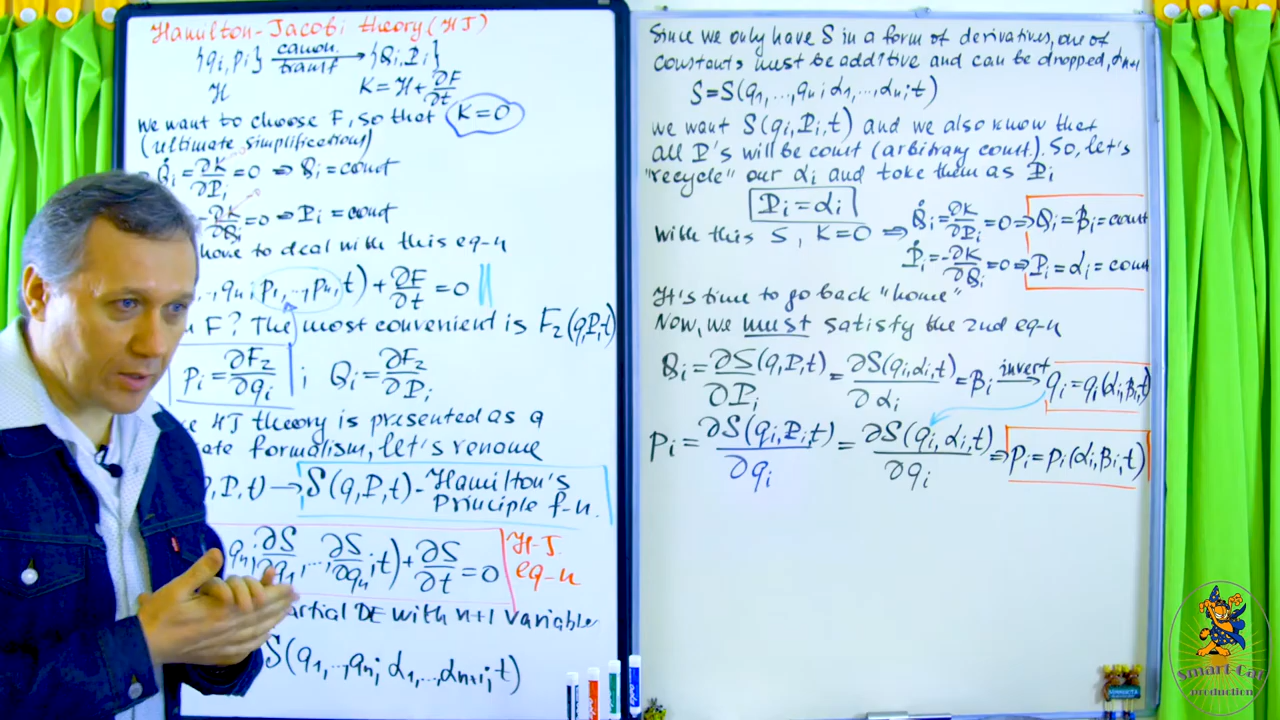 Hamilton-Jacobi theory (HJ)
{qi, pi} canon. transf → {Qi, Pi}
H K = H + ∂F/∂t
we want to choose F, so that K=0
(ultimate simplification)
Q̇i = ∂K/∂Pi = 0 ⇒ Qi = const
-∂K/∂Qi = 0 ⇒ Pi = const
have to deal with this eq-n
, ..., qn; p1, ..., pn, t) + ∂F/∂t = 0
F? The most convenient is F2(q,P,t)
pi = ∂F2/∂qi ; Qi = ∂F2/∂Pi
HJ theory is presented as a
ate formalism, let's rename
P, t) → S(q,P,t) - Hamilton's
Principle f-n.
qn; ∂S/∂q1, ... ∂S/∂qn; t) + ∂S/∂t = 0 H-J. eq-n
artial DE with n+1 variable
S(q1, .., qn; α1, .., αn+1; t)
Since we only have S in a form of derivatives, one of
constants must be additive and can be dropped, αn+1
S = S(q1, ..., qn; α1, ..., αn; t)
we want S(qi, Pi, t) and we also know that
all P's will be const (arbitrary const.). So, let's
"recycle" our αi and take them as Pi
Pi = αi
With this S, K=0 ⇒ Q̇i = ∂K/∂Pi = 0 ⇒ Qi = βi = const
Ṗi = -∂K/∂Qi = 0 ⇒ Pi = αi = const
It's time to go back "home"
Now, we must satisfy the 2nd eq-n
Qi = ∂S(q,P,t)/∂Pi = ∂S(qi,αi,t)/∂αi = βi invert → qi = qi(αi,βi,t)
pi = ∂S(qi,Pi,t)/∂qi = ∂S(qi,αi,t)/∂qi ⇒ pi = pi(αi,βi,t)
Smart-Cat
production